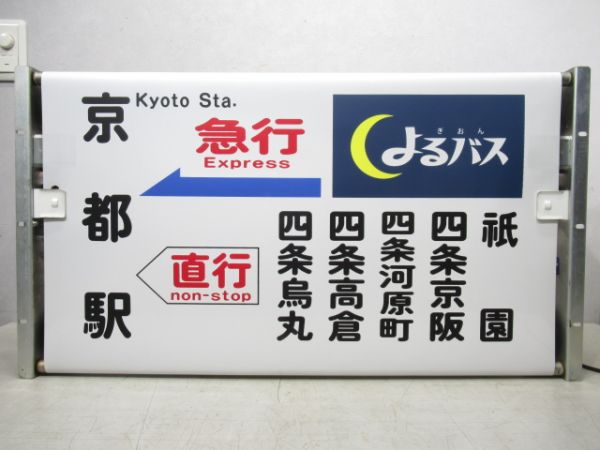 京都駅
Kyoto Sta.
急行
Express
ぎおん
よるバス
直行
non-stop
四条烏丸
四条高倉
四条河原町
四条京阪
祇園